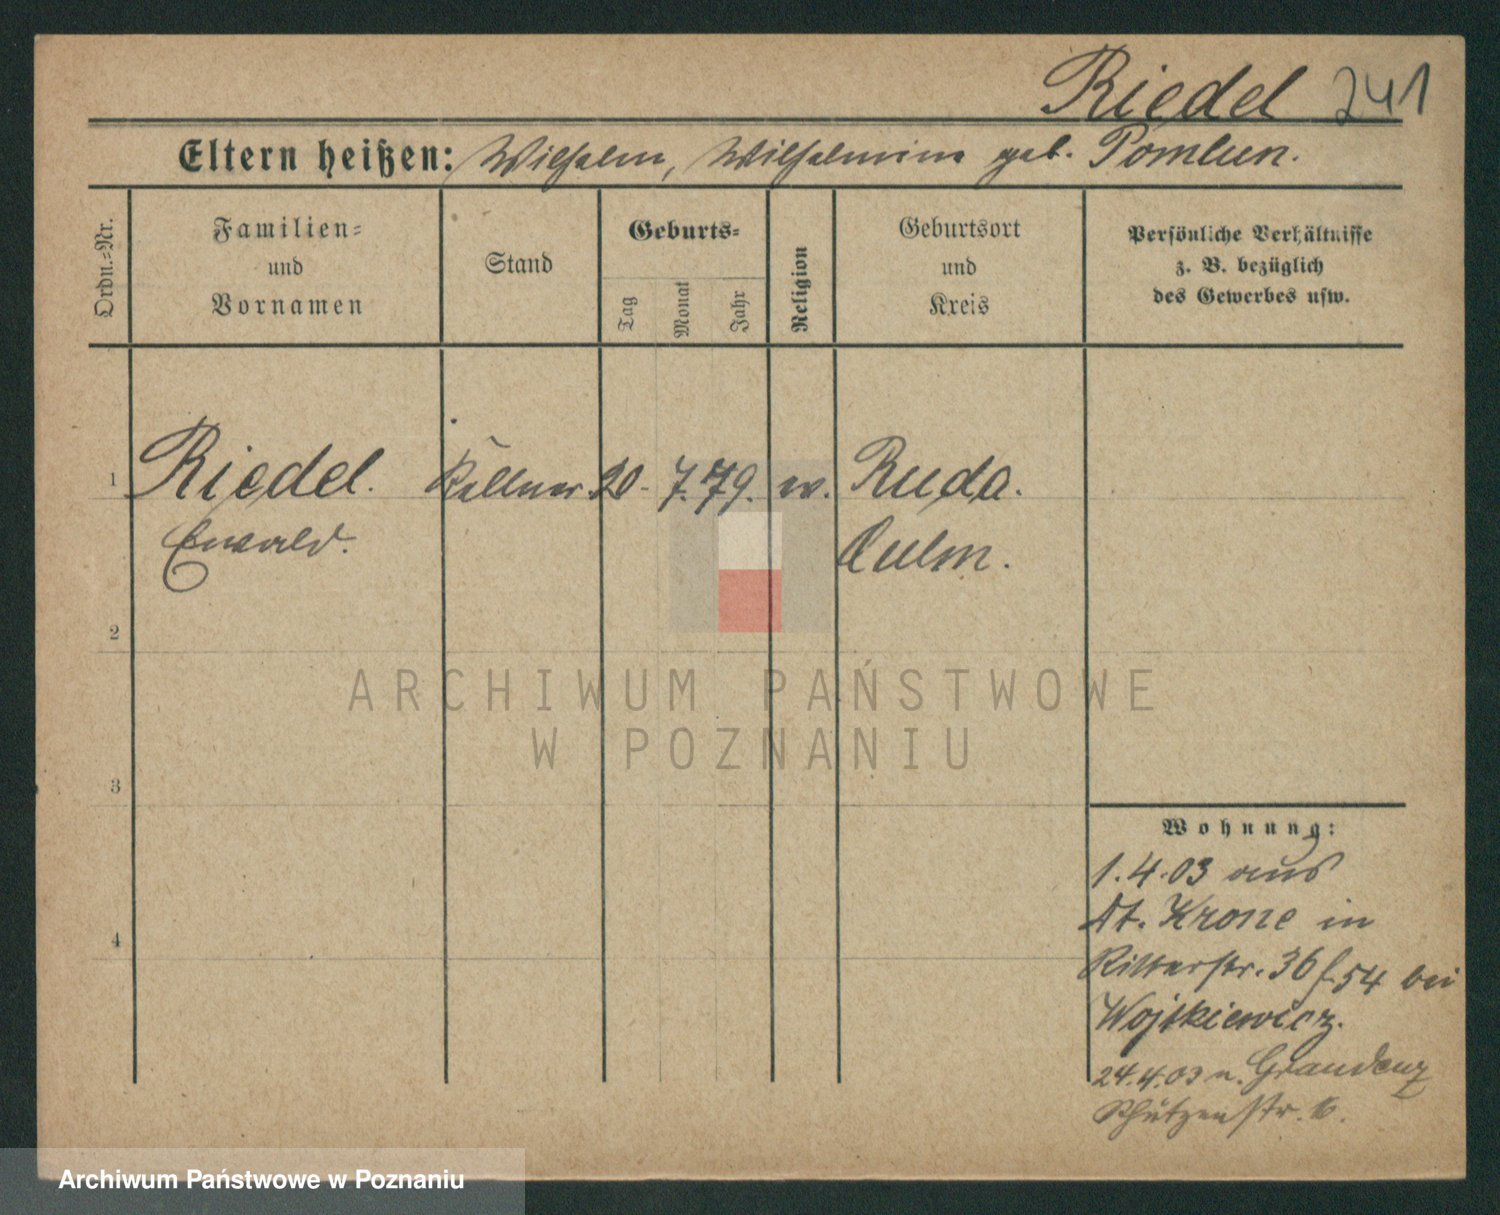 Riedel 241
Eltern heißen: Wilhelm, Wilhelmine geb. Pomlun.
Ordn.-Nr.
Familien-
und
Vornamen
Stand
Geburts-
Tag
Monat
Jahr
Religion
Geburtsort
und
Kreis
Persönliche Verhältnisse
z. B. bezüglich
des Gewerbes usw.
1 Riedel. Kellner. 20. 7. 79. ev. Ruda.
Ewald. Culm.
2
ARCHIWUM PAŃSTWOWE
W POZNANIU
3
Wohnung:
1.4.03 aus
Dt. Krone in
4
Ritterstr. 36 54 bei
Wojtkiewicz.
24.4.03 n. Graudenz
Schützenstr.
Archiwum Państwowe w Poznaniu